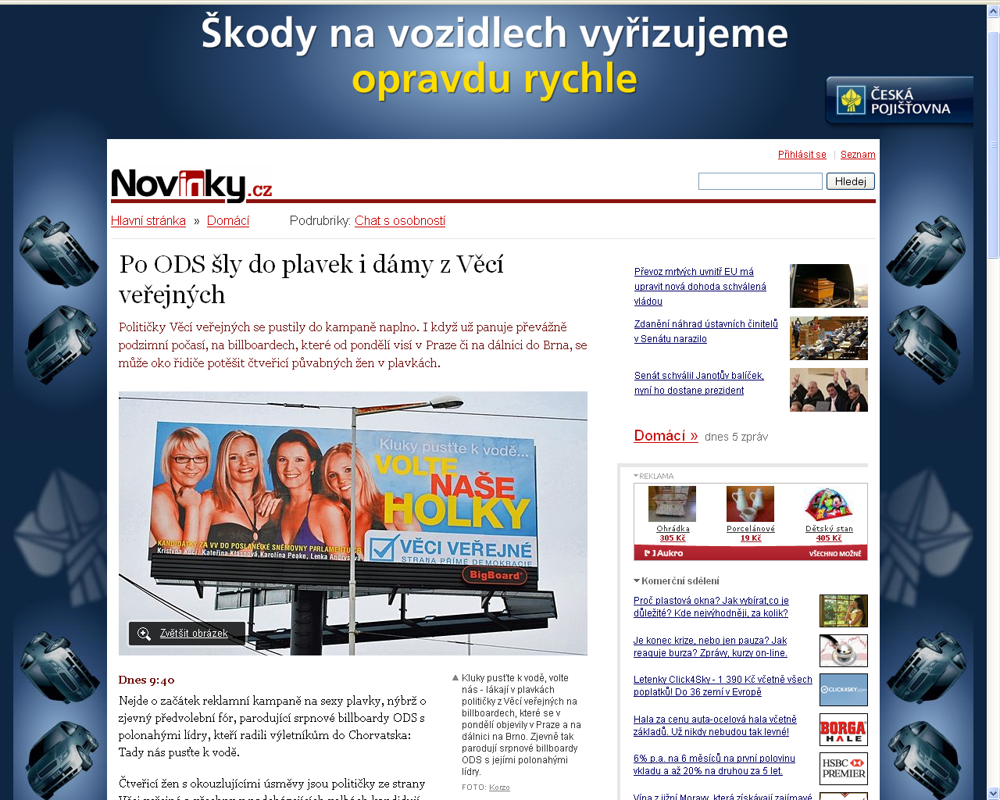 Škody na vozidlech vyřizujeme
opravdu rychle
ČESKÁ
POJIŠŤOVNA
Přihlásit se | Seznam
Novinky.cz
Hledej
Hlavní stránka » Domácí Podrubriky: Chat s osobností
Po ODS šly do plavek i dámy z Věcí
veřejných
Političky Věcí veřejných se pustily do kampaně naplno. I když už panuje převážně
podzimní počasí, na billboardech, které od pondělí visí v Praze či na dálnici do Brna, se
může oko řidiče potěšit čtveřicí půvabných žen v plavkách.
Kluky pusťte k vodě...
VOLTE
NAŠE
HOLKY
KANDIDÁTKY ZA VV DO POSLANECKÉ SNĚMOVNY PARLAMENTU ČR
Kristýna Kočí, Kateřina Klasnová, Karolína Peake, Lenka Andrýsová
VĚCI VEŘEJNÉ
STRANA PŘÍMÉ DEMOKRACIE
BigBoard
Zvětšit obrázek
Dnes 9:40
Nejde o začátek reklamní kampaně na sexy plavky, nýbrž o
zjevný předvolební fór, parodující srpnové billboardy ODS s
polonahými lídry, kteří radili výletníkům do Chorvatska:
Tady nás pusťte k vodě.
Čtveřicí žen s okouzlujícími úsměvy jsou političky ze strany
Kluky pusťte k vodě, volte
nás - lákají v plavkách
političky z Věcí veřejných na
billboardech, které se v
pondělí objevily v Praze a na
dálnici na Brno. Zjevně tak
parodují srpnové billboardy
ODS s jejími polonahými
lídry.
FOTO: Korzo
Převoz mrtvých uvnitř EU má
upravit nová dohoda schválená
vládou
Zdanění náhrad ústavních činitelů
v Senátu narazilo
Senát schválil Janotův balíček,
nyní ho dostane prezident
Domácí » dnes 5 zpráv
REKLAMA
Ohrádka
305 Kč
Porcelánové
19 Kč
Dětský stan
405 Kč
Aukro VŠECHNO MOŽNÉ
Komerční sdělení
Proč plastová okna? Jak vybírat,co je
důležité? Kde nejvýhodněji, za kolik?
Je konec krize, nebo jen pauza? Jak
reaguje burza? Zprávy, kurzy on-line.
Letenky Click4Sky - 1 390 Kč včetně všech
poplatků! Do 36 zemí v Evropě
CLICK4SKY.com
Hala za cenu auta-ocelová hala včetně
základů. Už nikdy nebudou tak levné!
BORGA
HALE
6% p.a. na 6 měsíců na první polovinu
vkladu a až 20% na druhou za 5 let.
HSBC
PREMIER
Vína z jižní Moravy, která získávají zajímavé